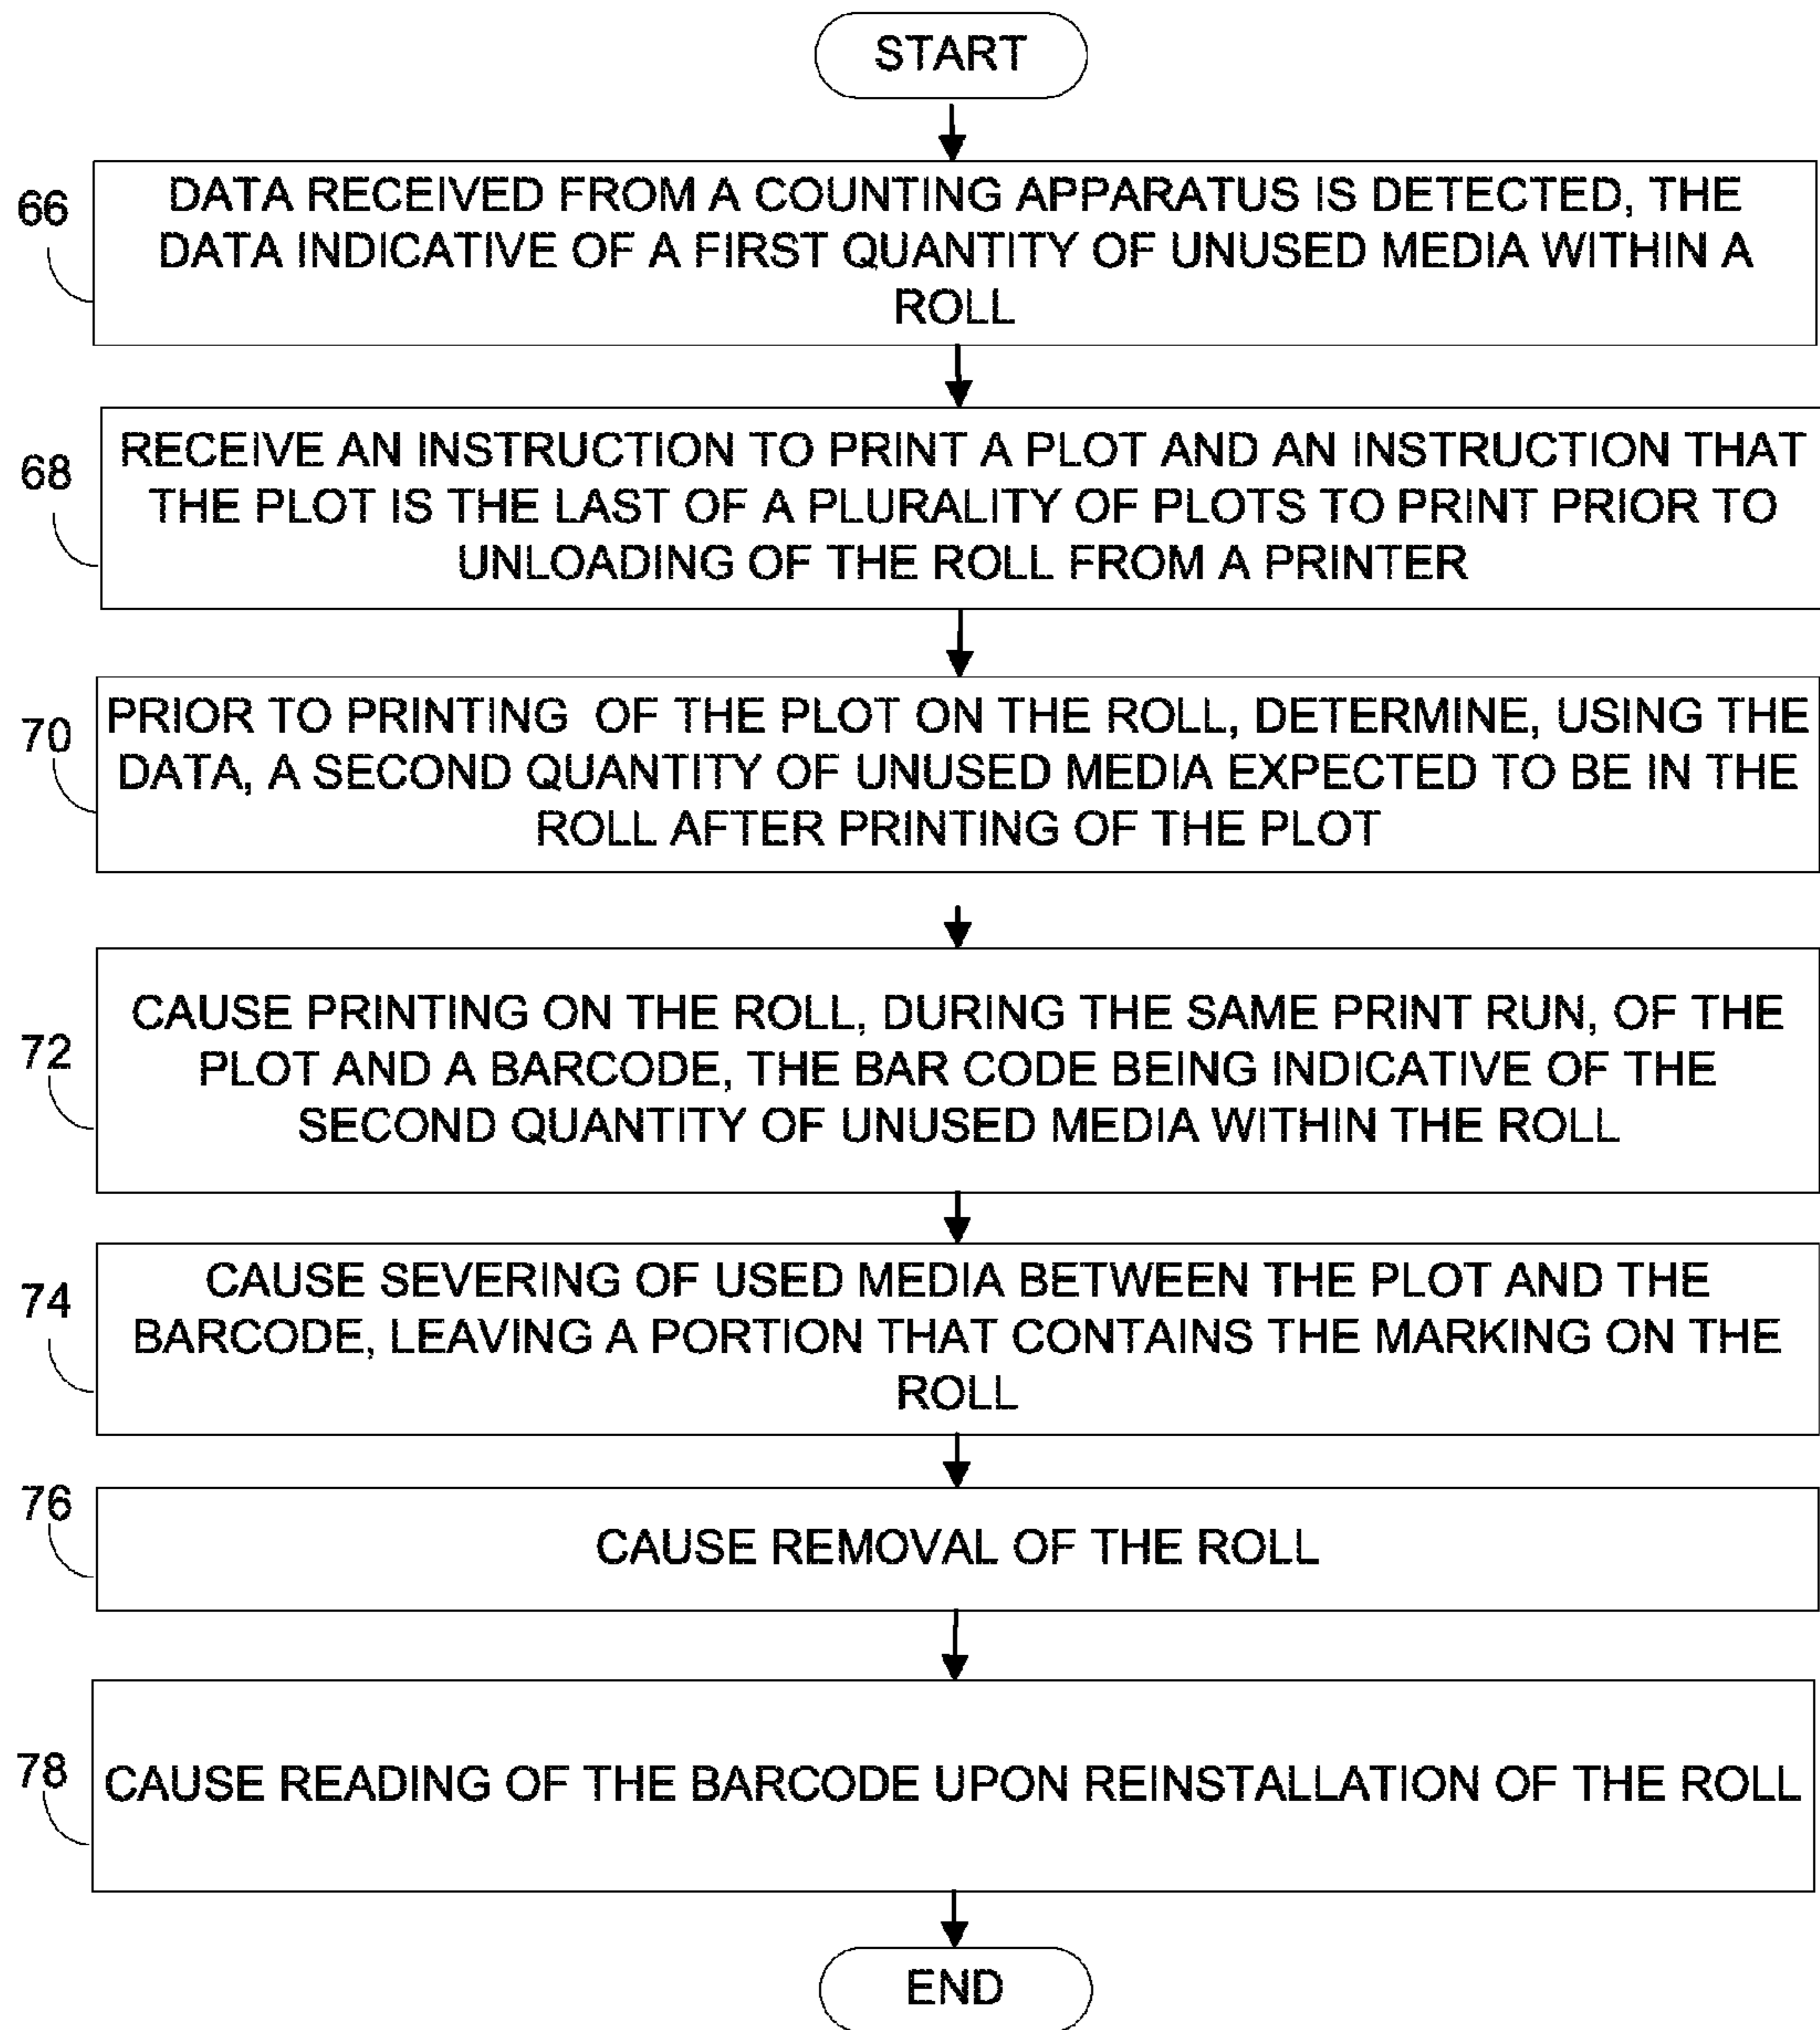 START
66
DATA RECEIVED FROM A COUNTING APPARATUS IS DETECTED, THE
DATA INDICATIVE OF A FIRST QUANTITY OF UNUSED MEDIA WITHIN A
ROLL
68
RECEIVE AN INSTRUCTION TO PRINT A PLOT AND AN INSTRUCTION THAT
THE PLOT IS THE LAST OF A PLURALITY OF PLOTS TO PRINT PRIOR TO
UNLOADING OF THE ROLL FROM A PRINTER
70
PRIOR TO PRINTING OF THE PLOT ON THE ROLL, DETERMINE, USING THE
DATA, A SECOND QUANTITY OF UNUSED MEDIA EXPECTED TO BE IN THE
ROLL AFTER PRINTING OF THE PLOT
72
CAUSE PRINTING ON THE ROLL, DURING THE SAME PRINT RUN, OF THE
PLOT AND A BARCODE, THE BAR CODE BEING INDICATIVE OF THE
SECOND QUANTITY OF UNUSED MEDIA WITHIN THE ROLL
74
CAUSE SEVERING OF USED MEDIA BETWEEN THE PLOT AND THE
BARCODE, LEAVING A PORTION THAT CONTAINS THE MARKING ON THE
ROLL
76
CAUSE REMOVAL OF THE ROLL
78
CAUSE READING OF THE BARCODE UPON REINSTALLATION OF THE ROLL
END